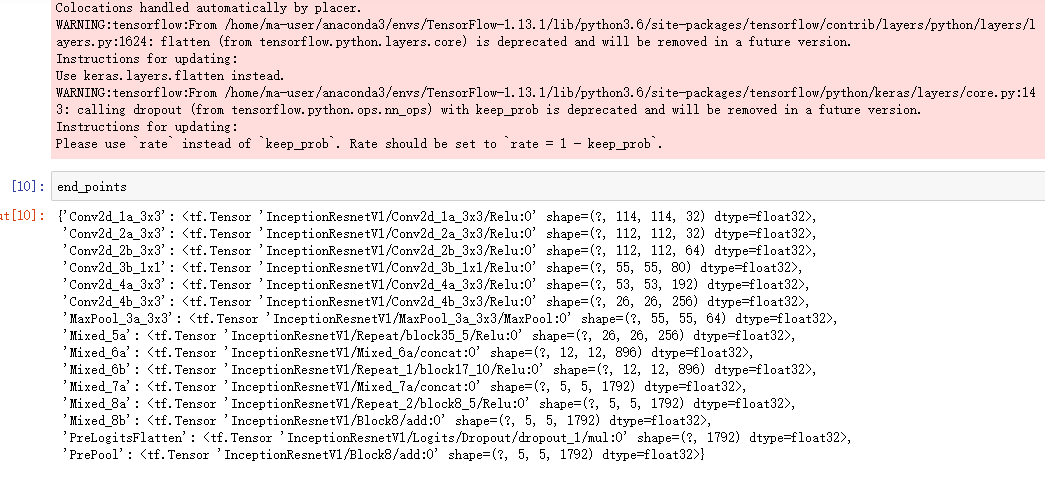 Colocations handled automatically by placer.
WARNING:tensorflow:From /home/ma-user/anaconda3/envs/TensorFlow-1.13.1/lib/python3.6/site-packages/tensorflow/contrib/layers/python/layers/l
ayers.py:1624: flatten (from tensorflow.python.layers.core) is deprecated and will be removed in a future version.
Instructions for updating:
Use keras.layers.flatten instead.
WARNING:tensorflow:From /home/ma-user/anaconda3/envs/TensorFlow-1.13.1/lib/python3.6/site-packages/tensorflow/python/keras/layers/core.py:14
3: calling dropout (from tensorflow.python.ops.nn_ops) with keep_prob is deprecated and will be removed in a future version.
Instructions for updating:
Please use `rate` instead of `keep_prob`. Rate should be set to `rate = 1 - keep_prob`.
[10]: end_points
ut[10]: {'Conv2d_1a_3x3': <tf.Tensor 'InceptionResnetV1/Conv2d_1a_3x3/Relu:0' shape=(?, 114, 114, 32) dtype=float32>,
'Conv2d_2a_3x3': <tf.Tensor 'InceptionResnetV1/Conv2d_2a_3x3/Relu:0' shape=(?, 112, 112, 32) dtype=float32>,
'Conv2d_2b_3x3': <tf.Tensor 'InceptionResnetV1/Conv2d_2b_3x3/Relu:0' shape=(?, 112, 112, 64) dtype=float32>,
'Conv2d_3b_1x1': <tf.Tensor 'InceptionResnetV1/Conv2d_3b_1x1/Relu:0' shape=(?, 55, 55, 80) dtype=float32>,
'Conv2d_4a_3x3': <tf.Tensor 'InceptionResnetV1/Conv2d_4a_3x3/Relu:0' shape=(?, 53, 53, 192) dtype=float32>,
'Conv2d_4b_3x3': <tf.Tensor 'InceptionResnetV1/Conv2d_4b_3x3/Relu:0' shape=(?, 26, 26, 256) dtype=float32>,
'MaxPool_3a_3x3': <tf.Tensor 'InceptionResnetV1/MaxPool_3a_3x3/MaxPool:0' shape=(?, 55, 55, 64) dtype=float32>,
'Mixed_5a': <tf.Tensor 'InceptionResnetV1/Repeat/block35_5/Relu:0' shape=(?, 26, 26, 256) dtype=float32>,
'Mixed_6a': <tf.Tensor 'InceptionResnetV1/Mixed_6a/concat:0' shape=(?, 12, 12, 896) dtype=float32>,
'Mixed_6b': <tf.Tensor 'InceptionResnetV1/Repeat_1/block17_10/Relu:0' shape=(?, 12, 12, 896) dtype=float32>,
'Mixed_7a': <tf.Tensor 'InceptionResnetV1/Mixed_7a/concat:0' shape=(?, 5, 5, 1792) dtype=float32>,
'Mixed_8a': <tf.Tensor 'InceptionResnetV1/Repeat_2/block8_5/Relu:0' shape=(?, 5, 5, 1792) dtype=float32>,
'Mixed_8b': <tf.Tensor 'InceptionResnetV1/Block8/add:0' shape=(?, 5, 5, 1792) dtype=float32>,
'PreLogitsFlatten': <tf.Tensor 'InceptionResnetV1/Logits/Dropout/dropout_1/mul:0' shape=(?, 1792) dtype=float32>,
'PrePool': <tf.Tensor 'InceptionResnetV1/Block8/add:0' shape=(?, 5, 5, 1792) dtype=float32>}